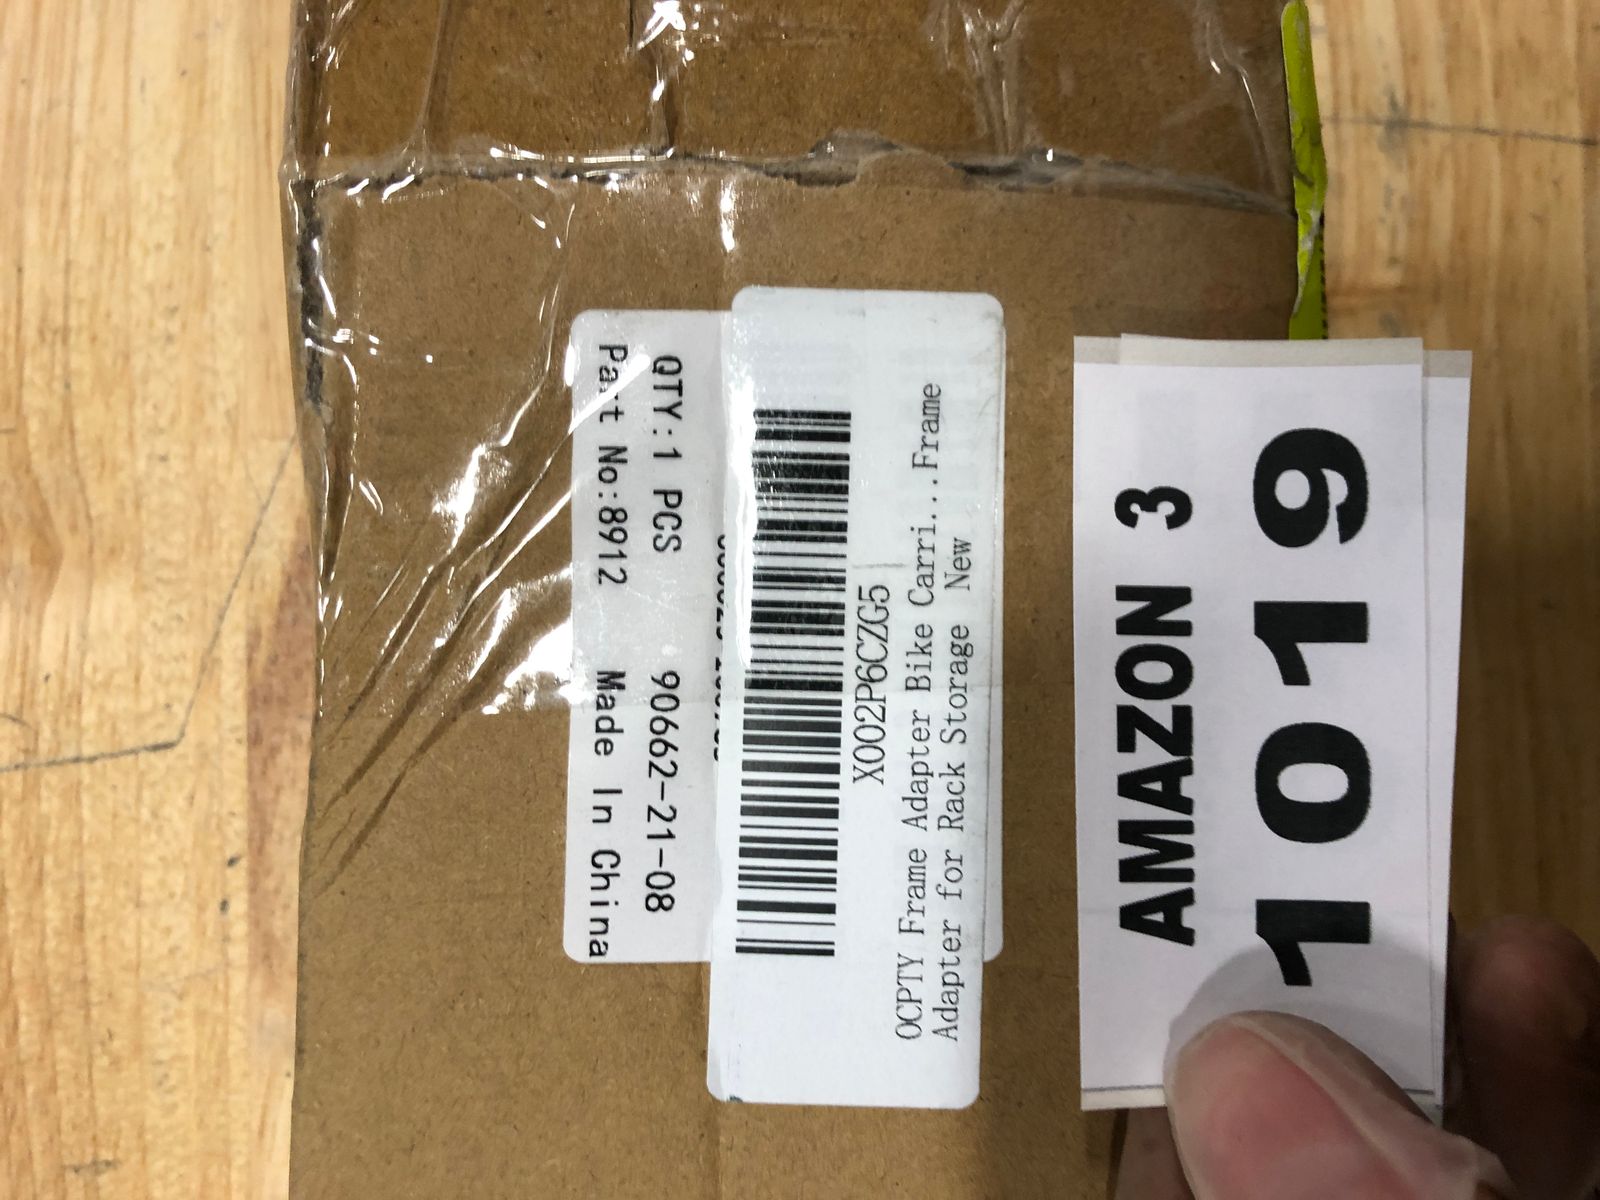 QTY:1 PCS 90662-21-08
Part No:8912 Made In China
X002P6CZG5
OCPTY Frame Adapter Bike Carri...Frame
Adapter for Rack Storage New
AMAZON 3
1019